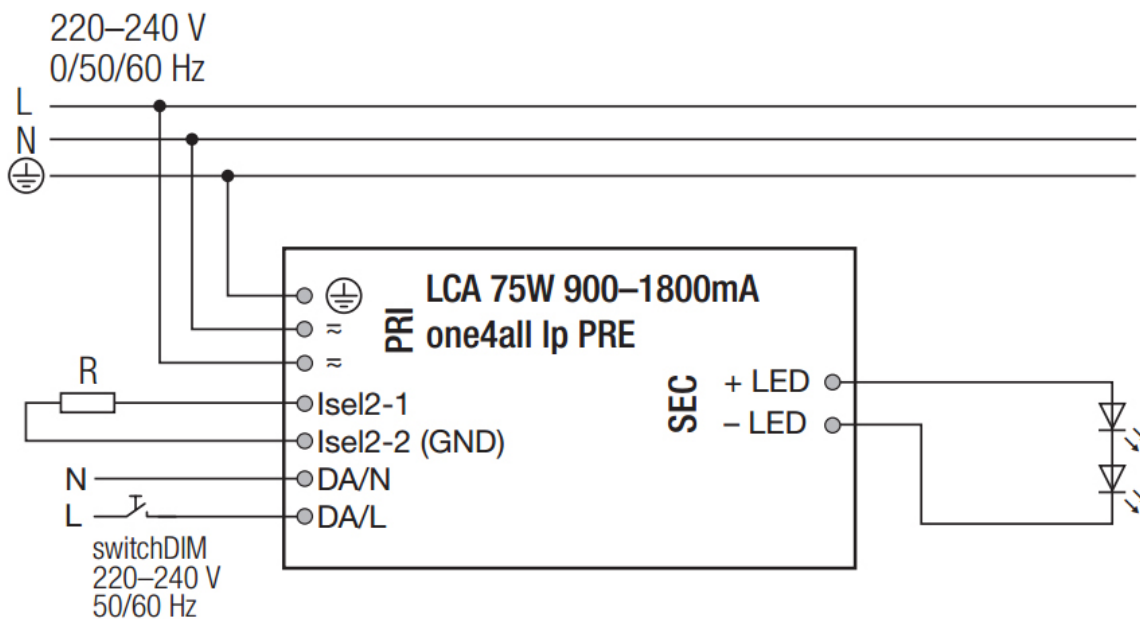 220–240 V
0/50/60 Hz
L
N
LCA 75W 900–1800mA
one4all lp PRE
PRI
≂
≂
R
Isel2-1
Isel2-2 (GND)
SEC
+ LED
– LED
N
DA/N
L
DA/L
switchDIM
220–240 V
50/60 Hz